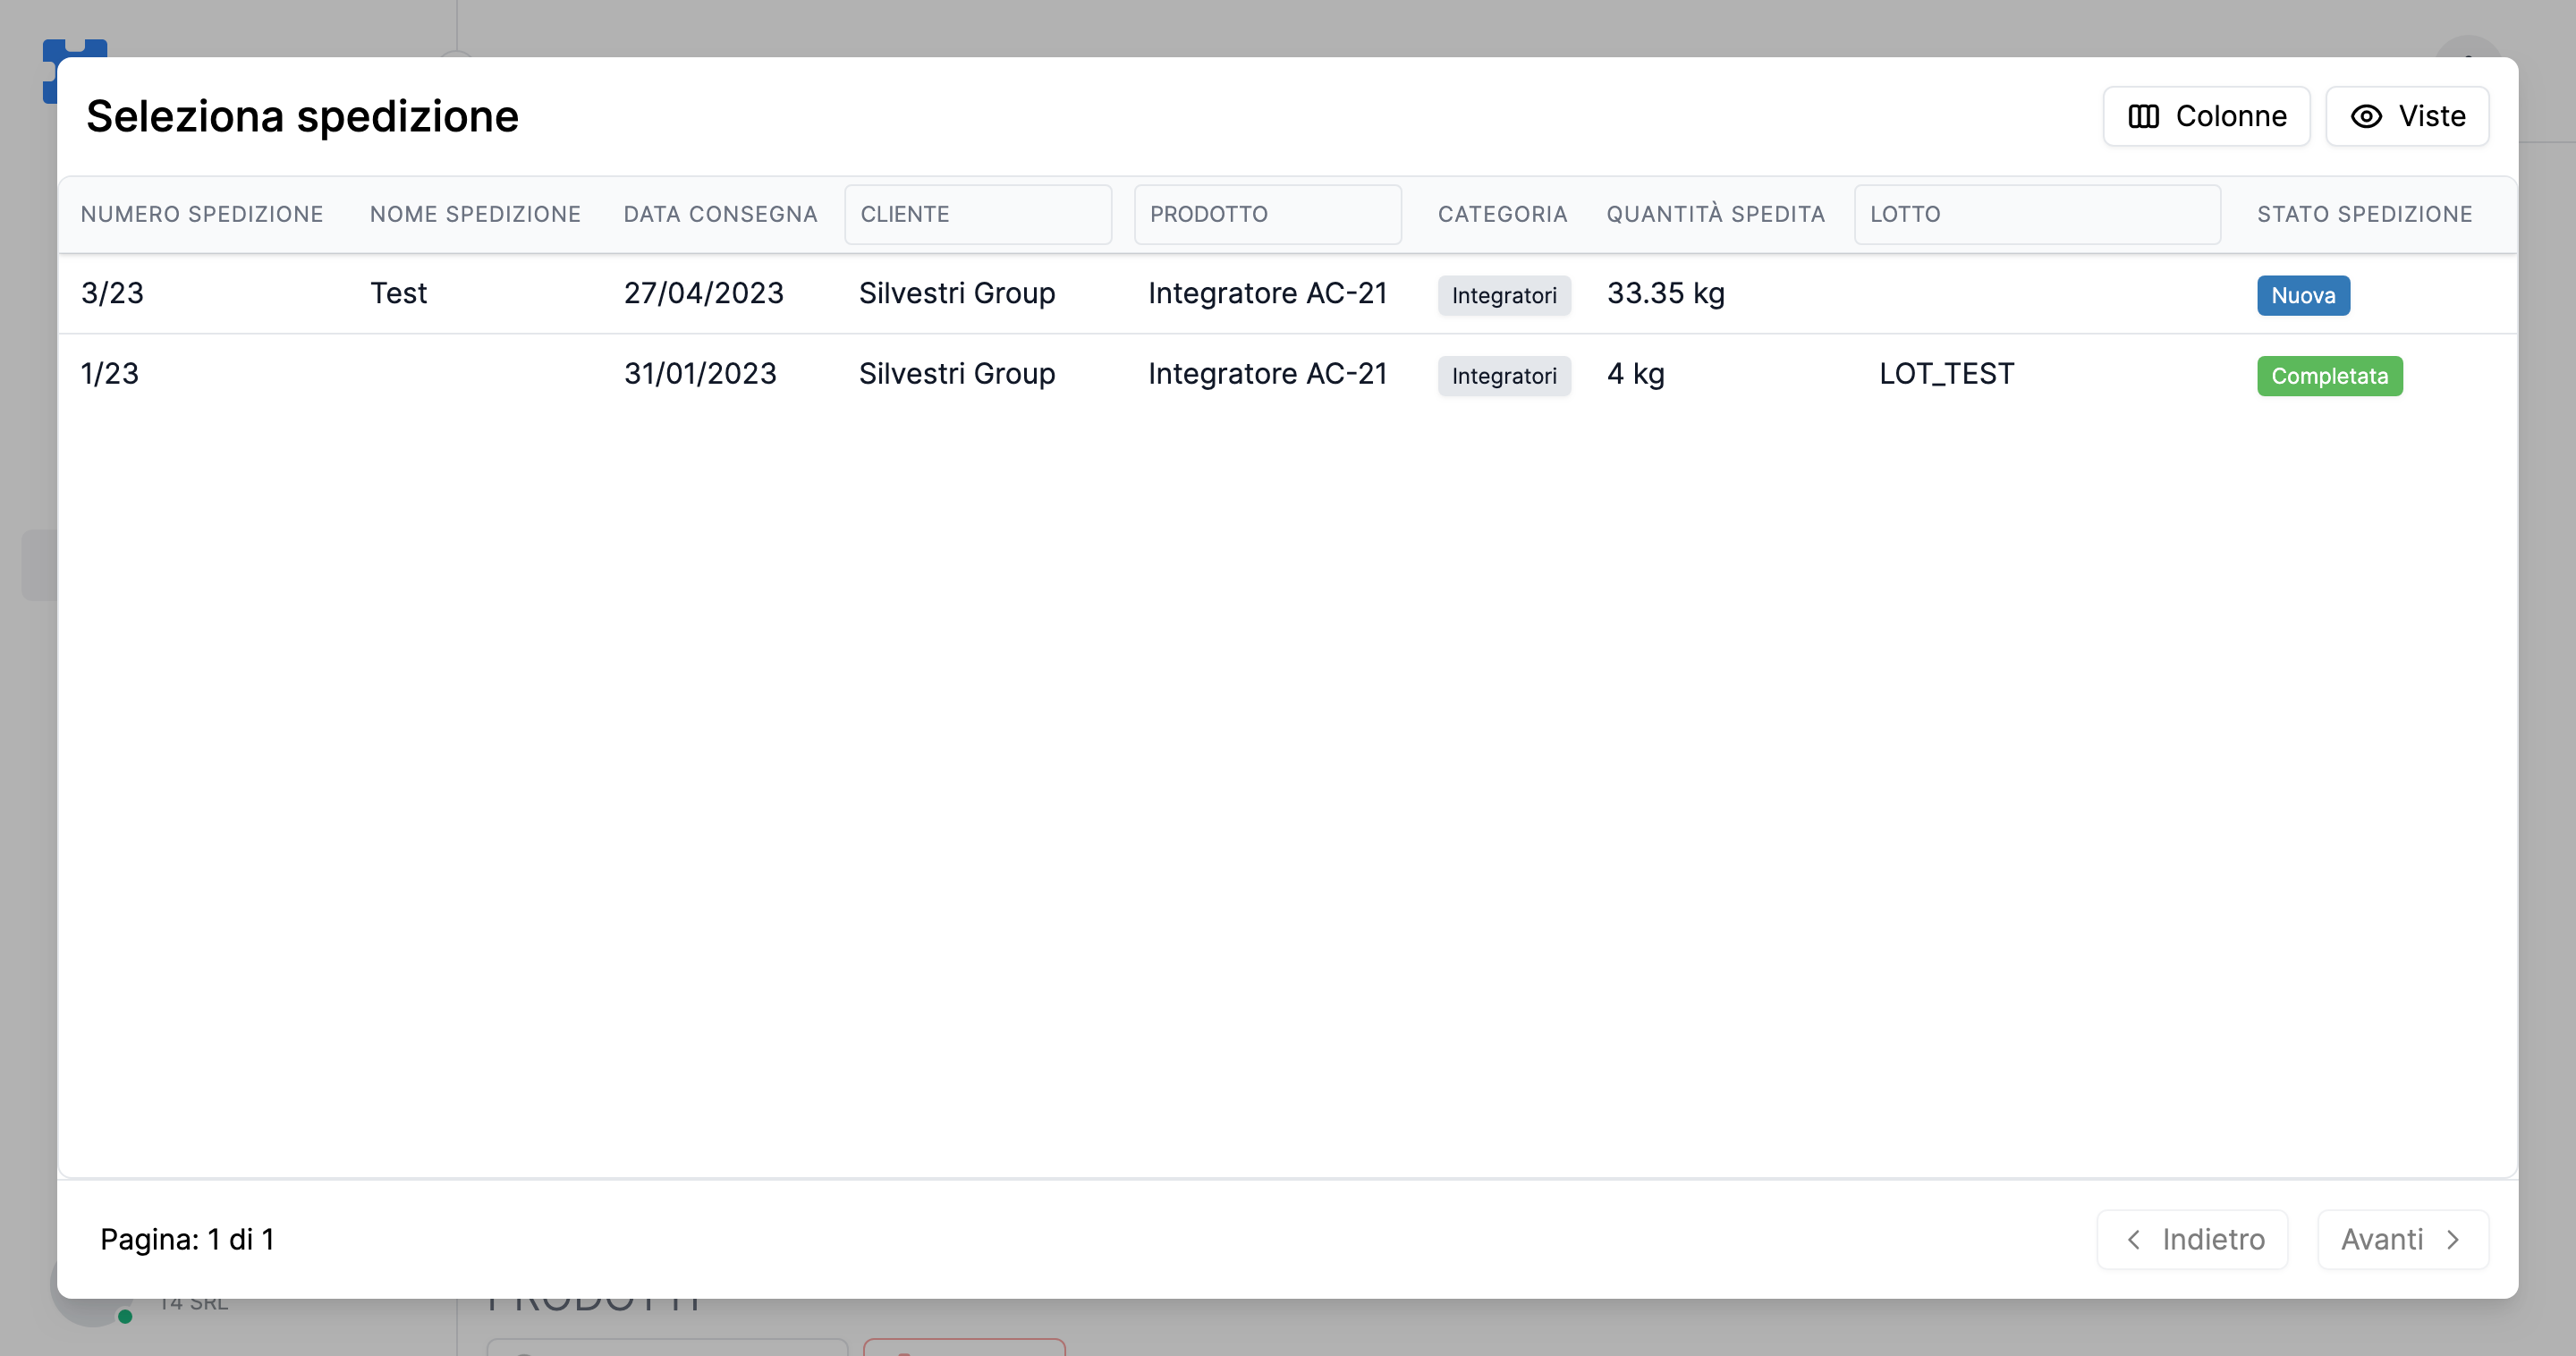 Seleziona spedizione
Colonne
Viste
NUMERO SPEDIZIONE NOME SPEDIZIONE DATA CONSEGNA CLIENTE PRODOTTO CATEGORIA QUANTITÀ SPEDITA LOTTO STATO SPEDIZIONE
3/23 Test 27/04/2023 Silvestri Group Integratore AC-21 Integratori 33.35 kg Nuova
1/23 31/01/2023 Silvestri Group Integratore AC-21 Integratori 4 kg LOT_TEST Completata
Pagina: 1 di 1
Indietro
Avanti
14 SRL
PRODOTTI